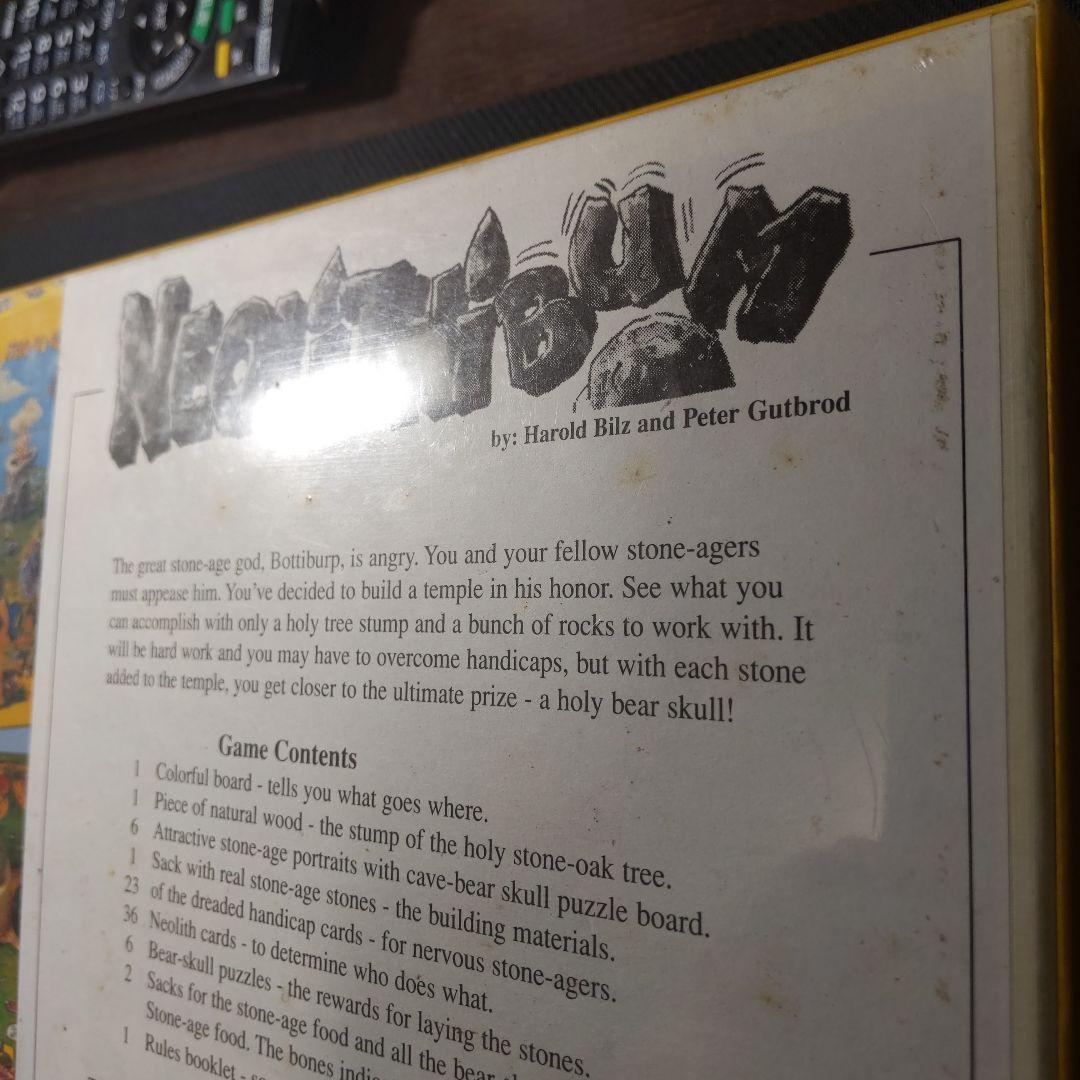 NEOLITHIBUM
by: Harold Bilz and Peter Gutbrod
The great stone-age god, Bottiburp, is angry. You and your fellow stone-agers
must appease him. You've decided to build a temple in his honor. See what you
can accomplish with only a holy tree stump and a bunch of rocks to work with. It
will be hard work and you may have to overcome handicaps, but with each stone
added to the temple, you get closer to the ultimate prize - a holy bear skull!
Game Contents
1 Colorful board - tells you what goes where.
1 Piece of natural wood - the stump of the holy stone-oak tree.
6 Attractive stone-age portraits with cave-bear skull puzzle board.
1 Sack with real stone-age stones - the building materials.
23 of the dreaded handicap cards - for nervous stone-agers.
36 Neolith cards - to determine who does what.
6 Bear-skull puzzles - the rewards for laying the stones.
2 Sacks for the stone-age food and all the bear
Stone-age food. The bones
1 Rules booklet -